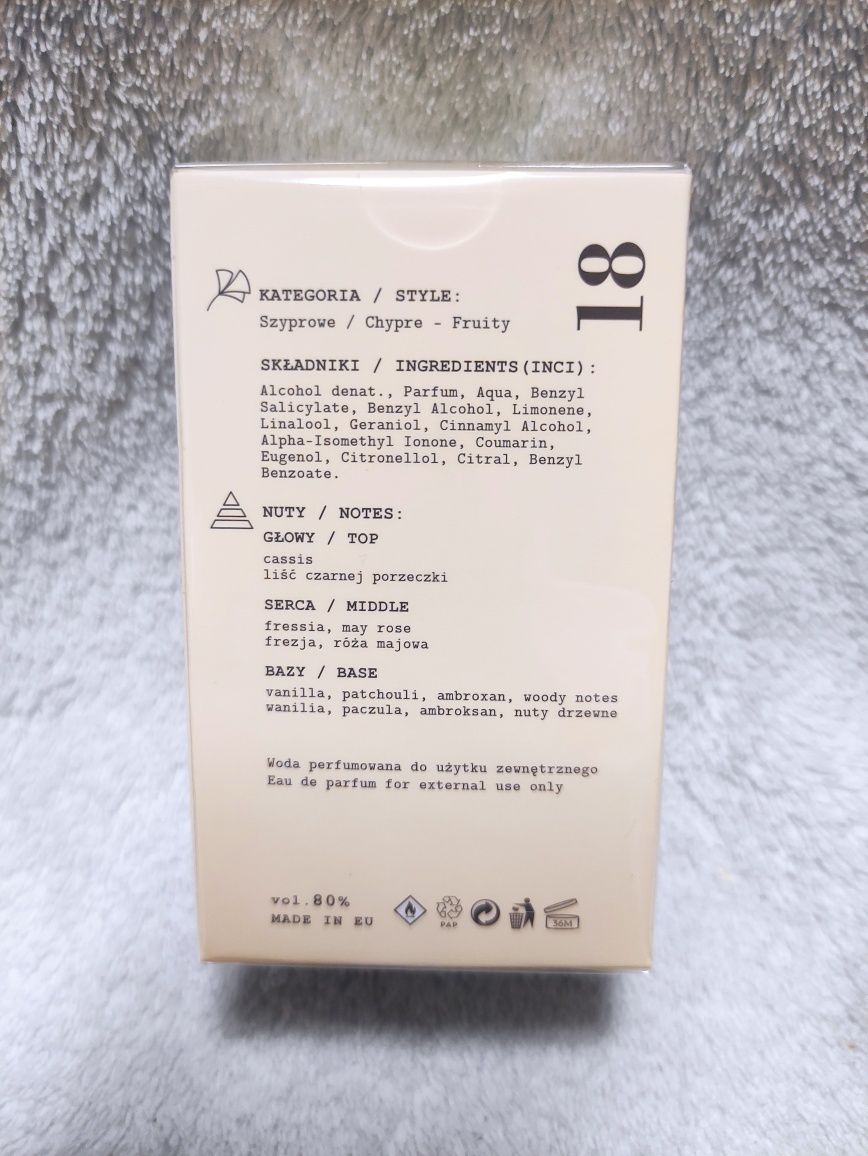 18
KATEGORIA / STYLE:
Szyprowe / Chypre - Fruity
SKŁADNIKI / INGREDIENTS(INCI):
Alcohol denat., Parfum, Aqua, Benzyl
Salicylate, Benzyl Alcohol, Limonene,
Linalool, Geraniol, Cinnamyl Alcohol,
Alpha-Isomethyl Ionone, Coumarin,
Eugenol, Citronellol, Citral, Benzyl
Benzoate.
NUTY / NOTES:
GŁOWY / TOP
cassis
liść czarnej porzeczki
SERCA / MIDDLE
fressia, may rose
frezja, róża majowa
BAZY / BASE
vanilla, patchouli, ambroxan, woody notes
wanilia, paczula, ambroksan, nuty drzewne
Woda perfumowana do użytku zewnętrznego
Eau de parfum for external use only
vol.80%
MADE IN EU
PAP
36M